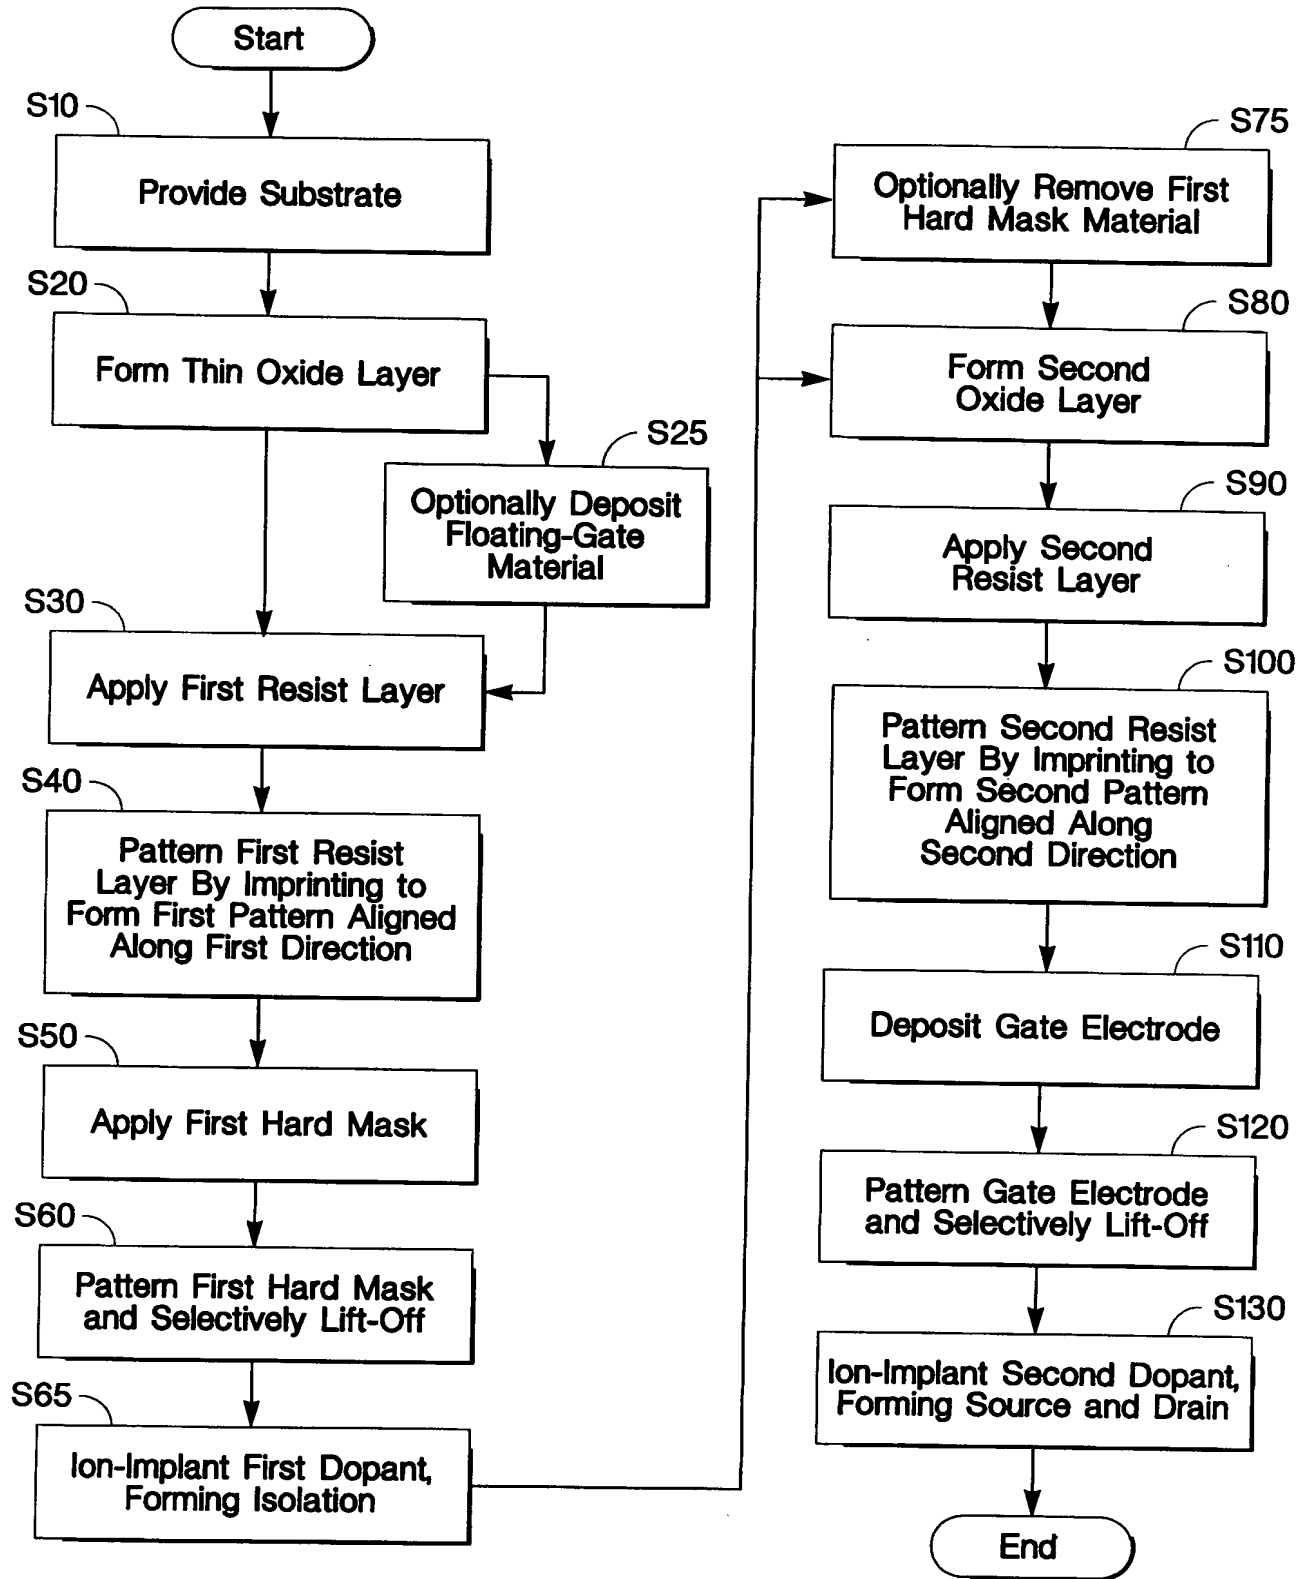 Start
S10
Provide Substrate
S20
Form Thin Oxide Layer
S25
Optionally Deposit
Floating-Gate
Material
S30
Apply First Resist Layer
S40
Pattern First Resist
Layer By Imprinting to
Form First Pattern Aligned
Along First Direction
S50
Apply First Hard Mask
S60
Pattern First Hard Mask
and Selectively Lift-Off
S65
Ion-Implant First Dopant,
Forming Isolation
S75
Optionally Remove First
Hard Mask Material
S80
Form Second
Oxide Layer
S90
Apply Second
Resist Layer
S100
Pattern Second Resist
Layer By Imprinting to
Form Second Pattern
Aligned Along
Second Direction
S110
Deposit Gate Electrode
S120
Pattern Gate Electrode
and Selectively Lift-Off
S130
Ion-Implant Second Dopant,
Forming Source and Drain
End